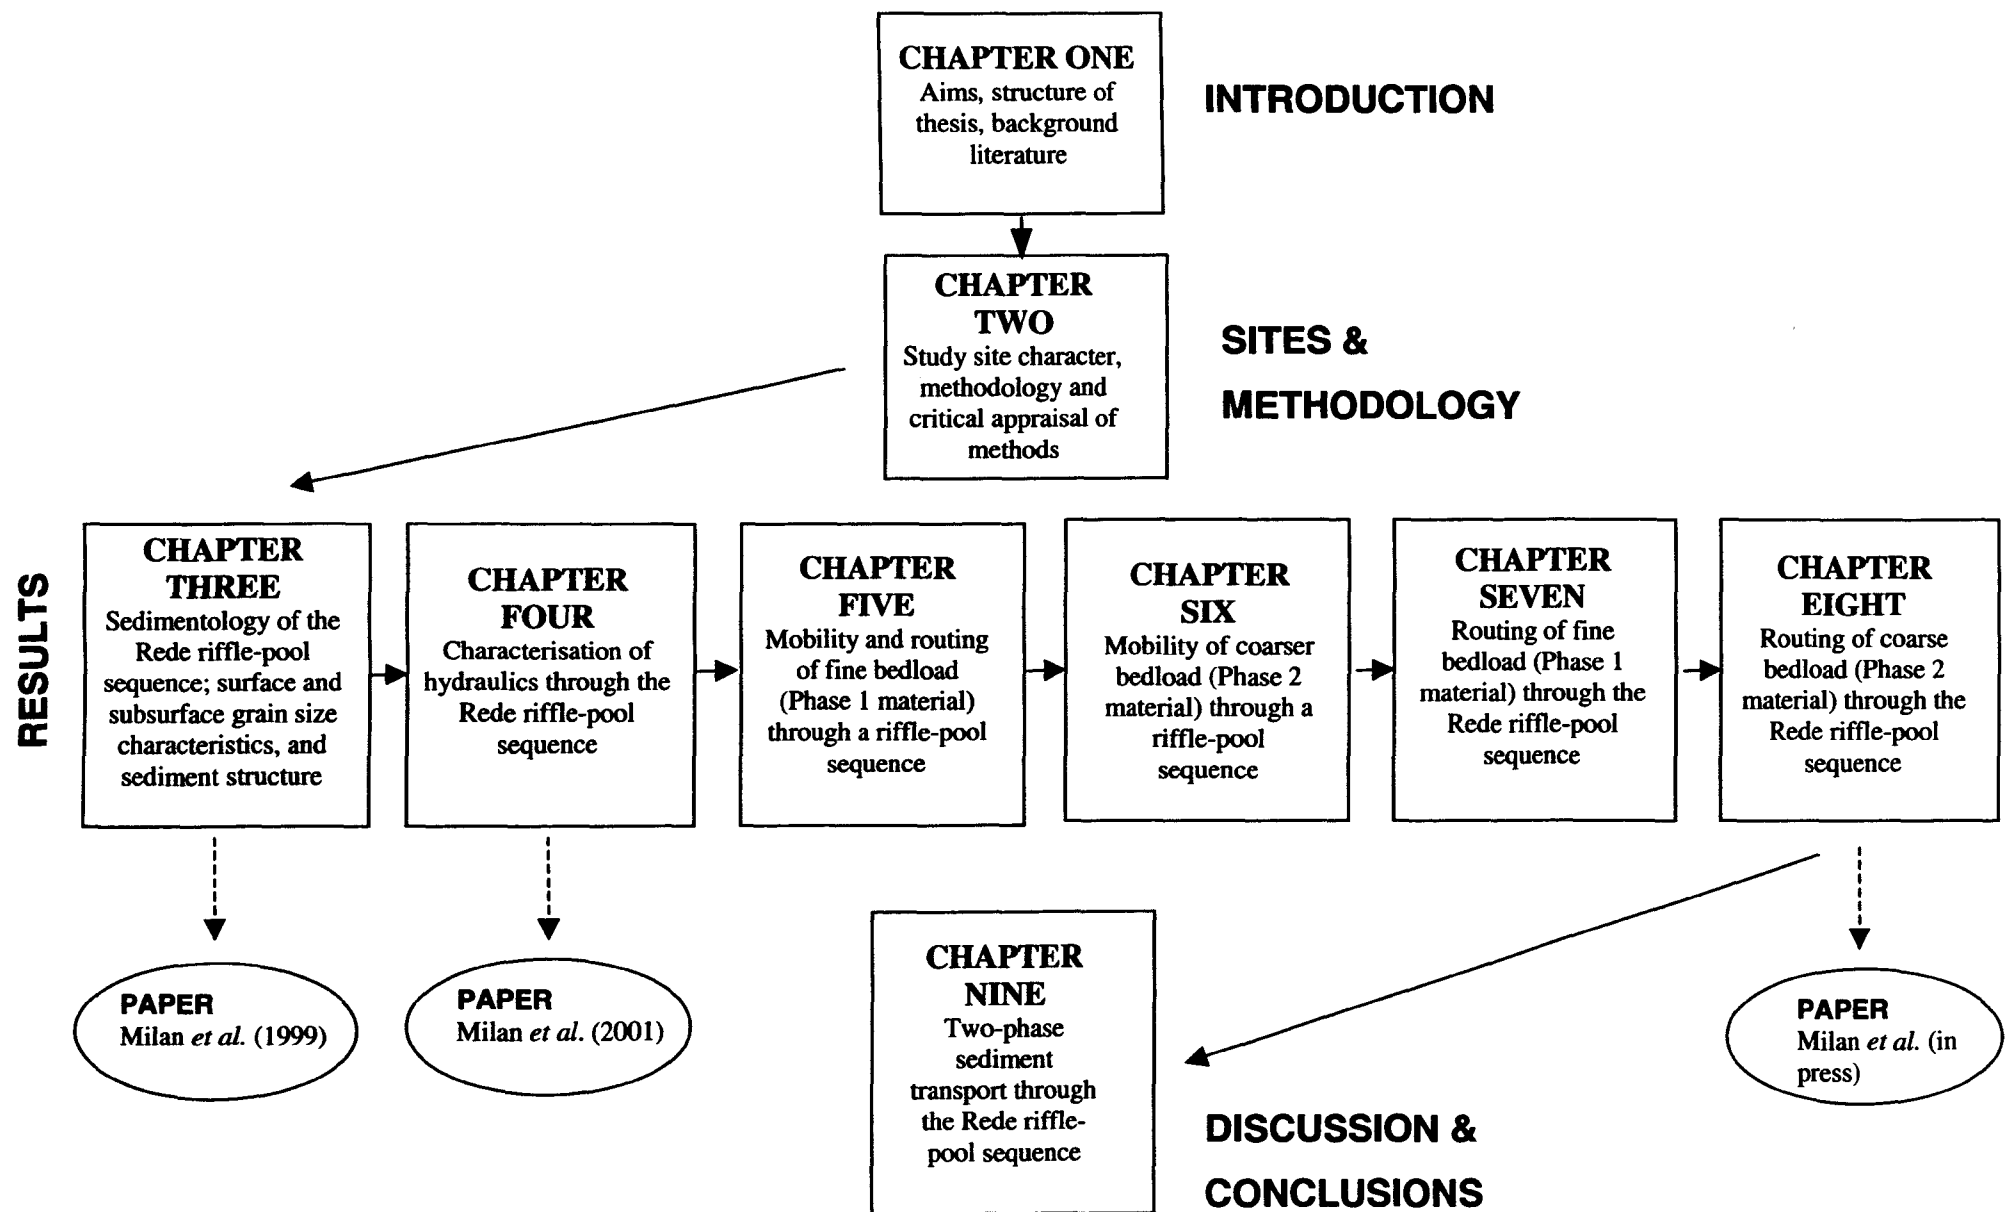 CHAPTER ONE
Aims, structure of
thesis, background
literature
INTRODUCTION
CHAPTER
TWO
Study site character,
methodology and
critical appraisal of
methods
SITES &
METHODOLOGY
RESULTS
CHAPTER
THREE
Sedimentology of the
Rede riffle-pool
sequence; surface and
subsurface grain size
characteristics, and
sediment structure
CHAPTER
FOUR
Characterisation of
hydraulics through the
Rede riffle-pool
sequence
CHAPTER
FIVE
Mobility and routing
of fine bedload
(Phase 1 material)
through a riffle-pool
sequence
CHAPTER
SIX
Mobility of coarser
bedload (Phase 2
material) through a
riffle-pool
sequence
CHAPTER
SEVEN
Routing of fine
bedload (Phase 1
material) through the
Rede riffle-pool
sequence
CHAPTER
EIGHT
Routing of coarse
bedload (Phase 2
material) through the
Rede riffle-pool
sequence
PAPER
Milan et al. (1999)
PAPER
Milan et al. (2001)
CHAPTER
NINE
Two-phase
sediment
transport through
the Rede riffle-
pool sequence
DISCUSSION &
CONCLUSIONS
PAPER
Milan et al. (in
press)